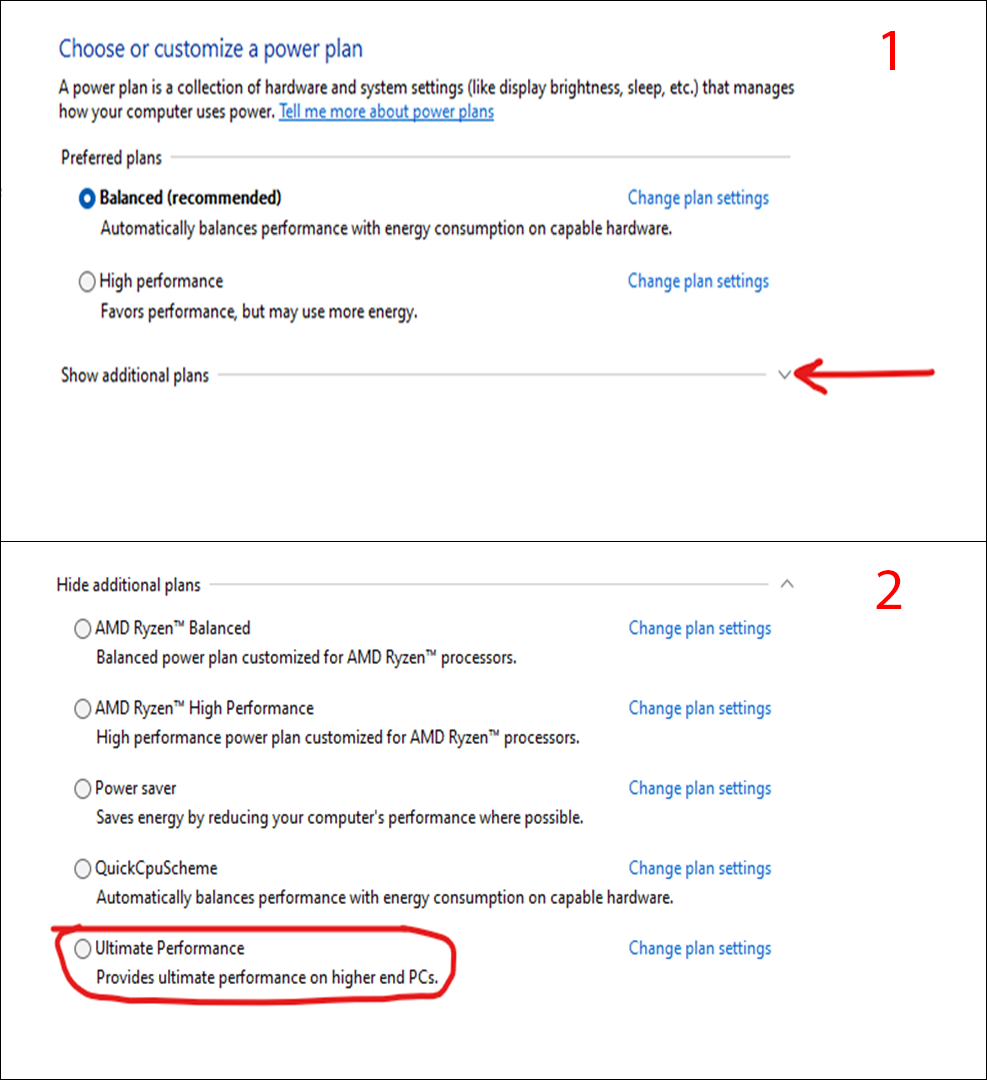 1
Choose or customize a power plan
A power plan is a collection of hardware and system settings (like display brightness, sleep, etc.) that manages
how your computer uses power. Tell me more about power plans
Preferred plans
Balanced (recommended) Change plan settings
Automatically balances performance with energy consumption on capable hardware.
High performance Change plan settings
Favors performance, but may use more energy.
Show additional plans
2
Hide additional plans
AMD Ryzen™ Balanced Change plan settings
Balanced power plan customized for AMD Ryzen™ processors.
AMD Ryzen™ High Performance Change plan settings
High performance power plan customized for AMD Ryzen™ processors.
Power saver Change plan settings
Saves energy by reducing your computer's performance where possible.
QuickCpuScheme Change plan settings
Automatically balances performance with energy consumption on capable hardware.
Ultimate Performance Change plan settings
Provides ultimate performance on higher end PCs.